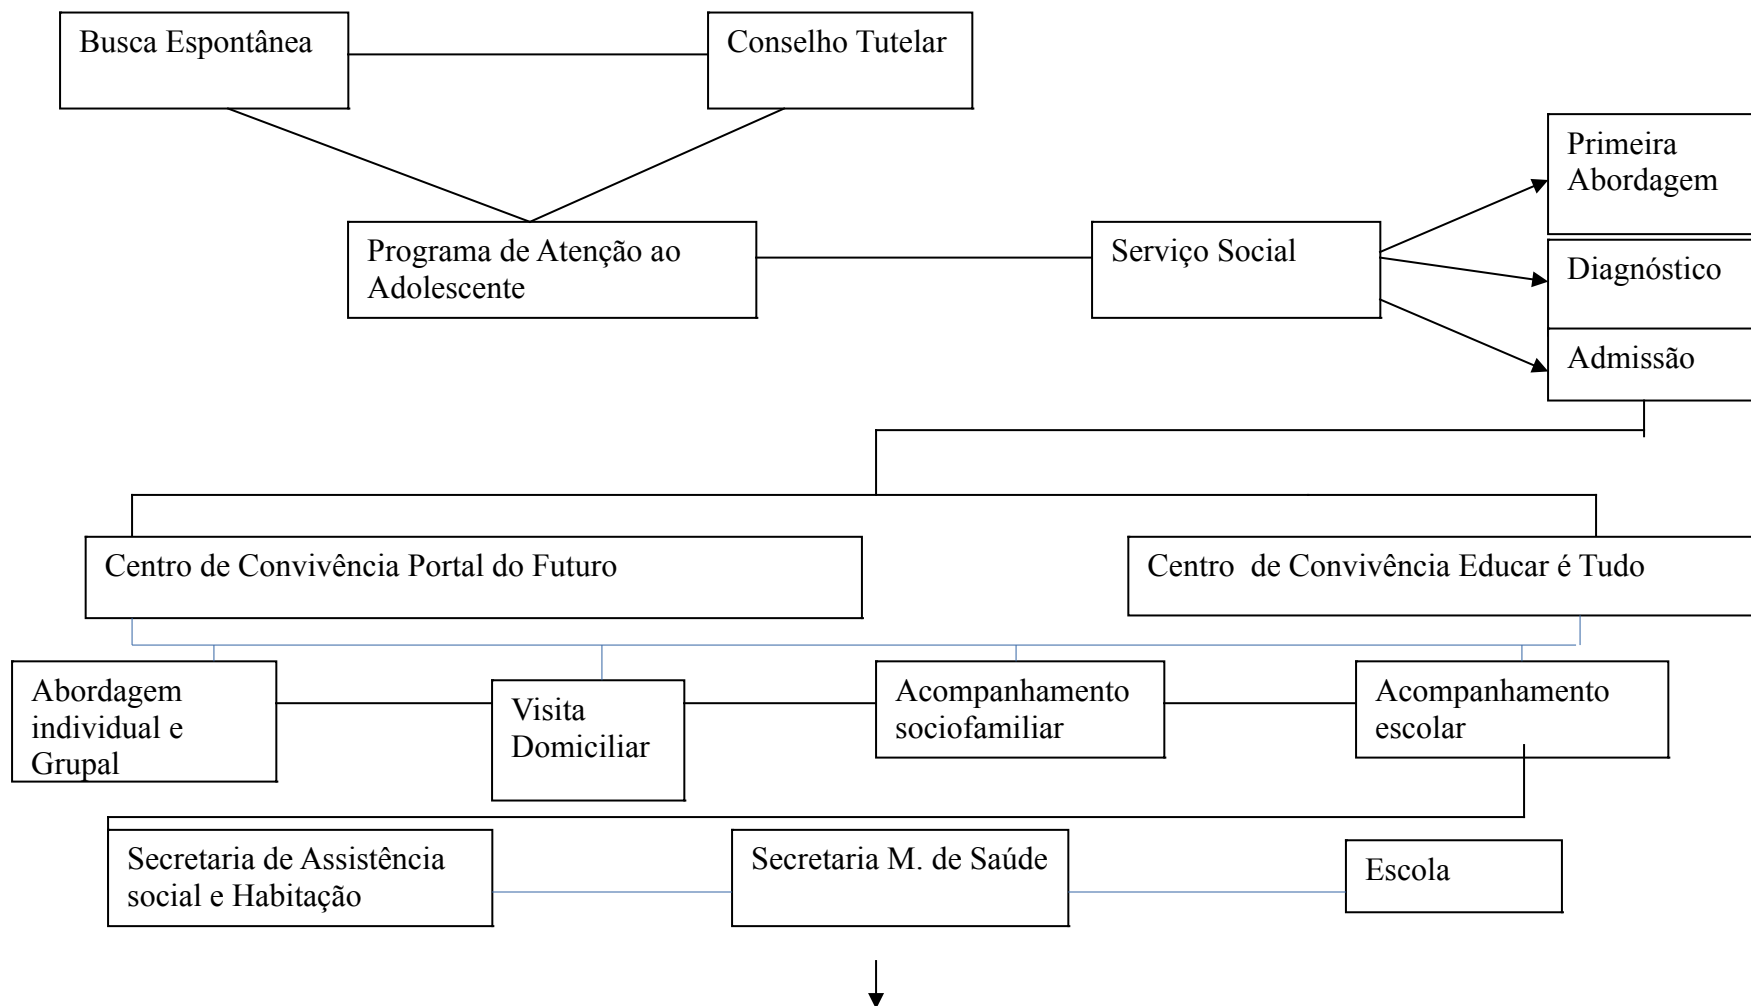 Busca Espontânea
Conselho Tutelar
Primeira
Abordagem
Programa de Atenção ao
Adolescente
Serviço Social
Diagnóstico
Admissão
Centro de Convivência Portal do Futuro
Centro de Convivência Educar é Tudo
Abordagem
individual e
Grupal
Visita
Domiciliar
Acompanhamento
sociofamiliar
Acompanhamento
escolar
Secretaria de Assistência
social e Habitação
Secretaria M. de Saúde
Escola